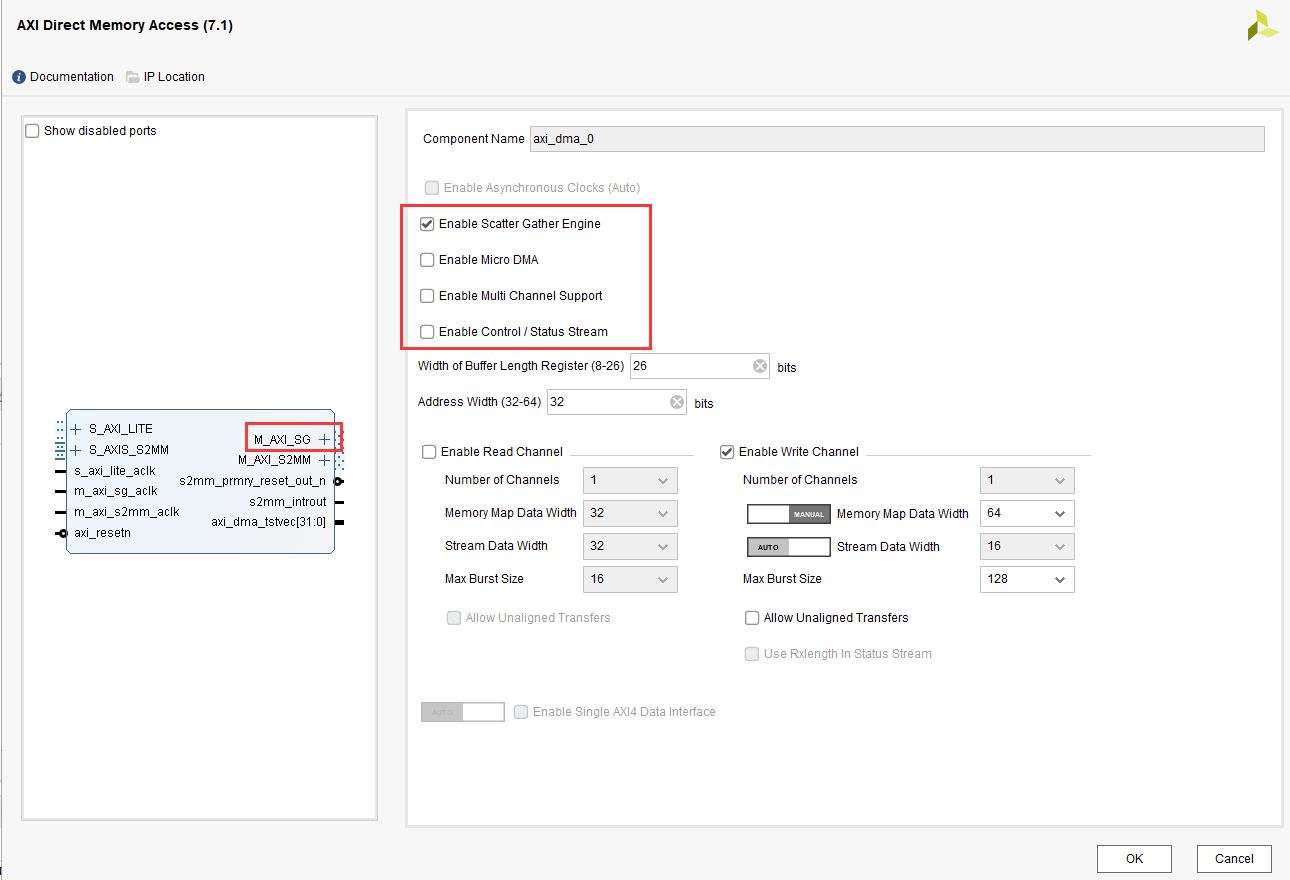 AXI Direct Memory Access (7.1)
Documentation IP Location
Show disabled ports
S_AXI_LITE
S_AXIS_S2MM
s_axi_lite_aclk
m_axi_sg_aclk
m_axi_s2mm_aclk
axi_resetn
M_AXI_SG
M_AXI_S2MM
s2mm_prmry_reset_out_n
s2mm_introut
axi_dma_tstvec[31:0]
Component Name axi_dma_0
Enable Asynchronous Clocks (Auto)
Enable Scatter Gather Engine
Enable Micro DMA
Enable Multi Channel Support
Enable Control / Status Stream
Width of Buffer Length Register (8-26) 26 bits
Address Width (32-64) 32 bits
Enable Read Channel
Number of Channels 1
Memory Map Data Width 32
Stream Data Width 32
Max Burst Size 16
Allow Unaligned Transfers
Enable Write Channel
Number of Channels 1
MANUAL Memory Map Data Width 64
AUTO Stream Data Width 16
Max Burst Size 128
Allow Unaligned Transfers
Use Rxlength In Status Stream
AUTO Enable Single AXI4 Data Interface
OK Cancel